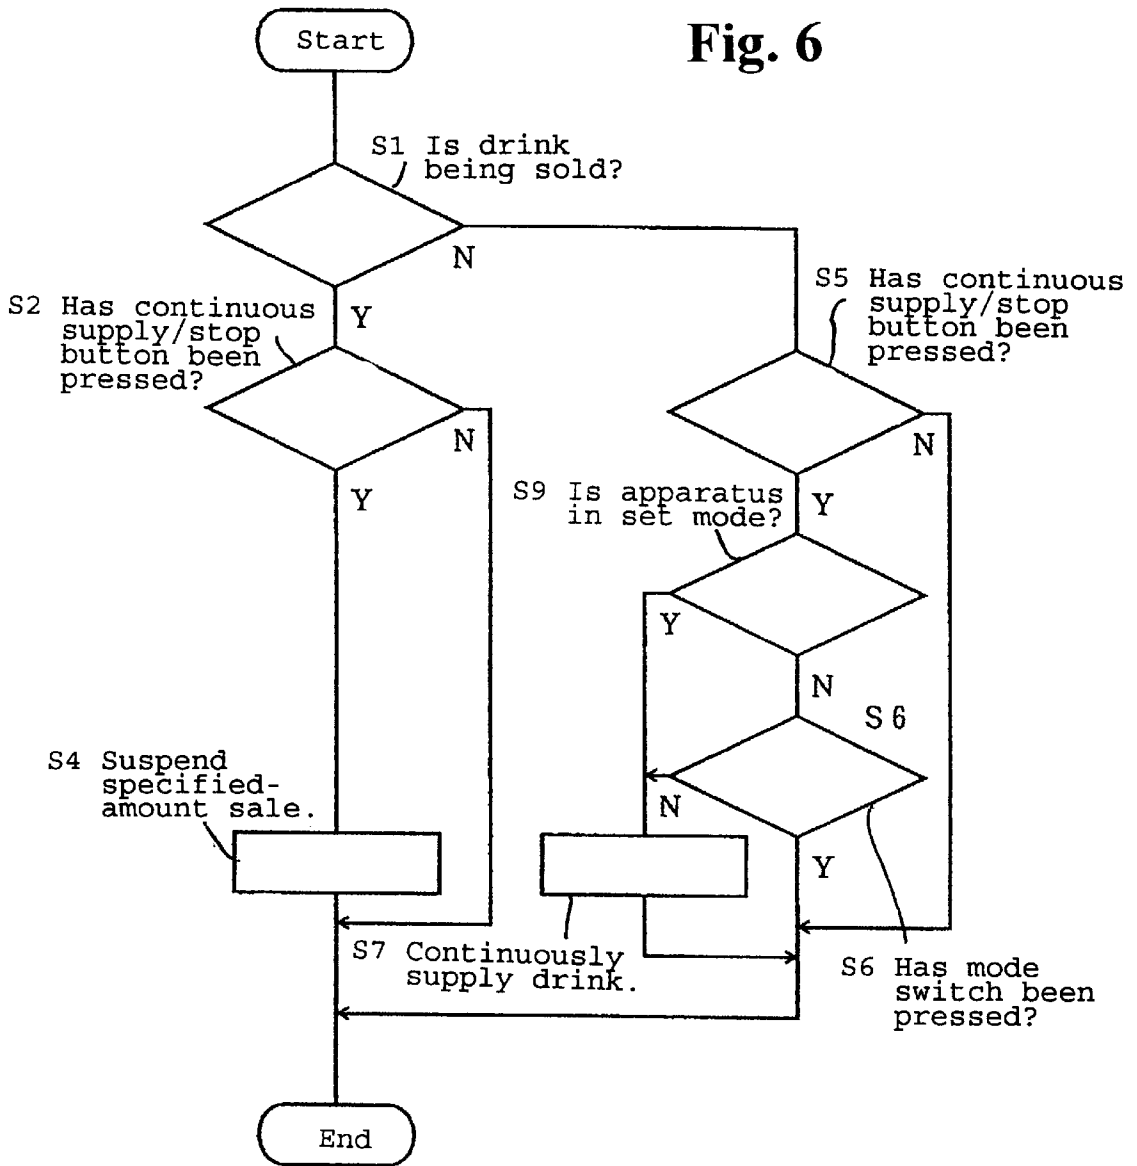 Fig. 6
Start
S1 Is drink
being sold?
N
Y
S2 Has continuous
supply/stop
button been
pressed?
N
Y
S5 Has continuous
supply/stop
button been
pressed?
N
Y
S9 Is apparatus
in set mode?
Y
N
S6
N
Y
S4 Suspend
specified-
amount sale.
S7 Continuously
supply drink.
S6 Has mode
switch been
pressed?
End